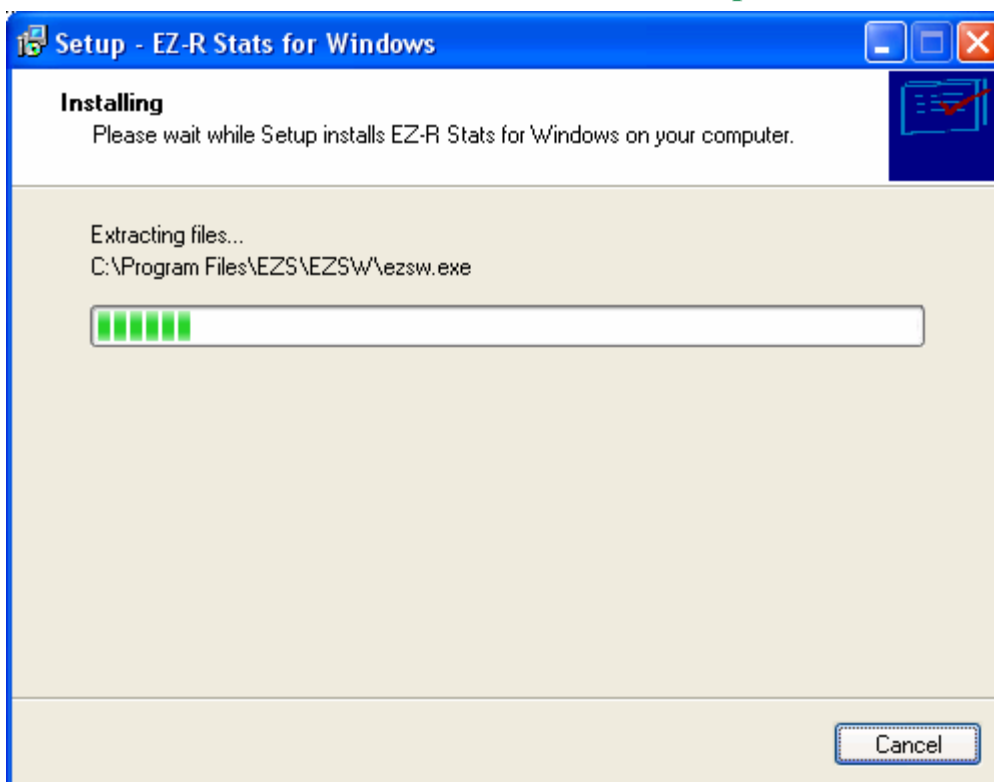 Setup - EZ-R Stats for Windows
Installing
Please wait while Setup installs EZ-R Stats for Windows on your computer.
Extracting files...
C:\Program Files\EZS\EZSW\ezsw.exe
Cancel